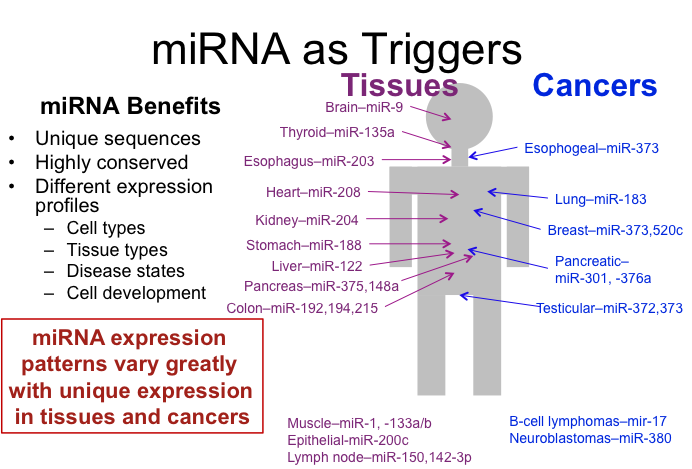 miRNA as Triggers
miRNA Benefits
• Unique sequences
• Highly conserved
• Different expression
profiles
– Cell types
– Tissue types
– Disease states
– Cell development
miRNA expression
patterns vary greatly
with unique expression
in tissues and cancers
Tissues
Brain–miR-9
Thyroid–miR-135a
Esophagus–miR-203
Heart–miR-208
Kidney–miR-204
Stomach–miR-188
Liver–miR-122
Pancreas–miR-375,148a
Colon–miR-192,194,215
Muscle–miR-1, -133a/b
Epithelial-miR-200c
Lymph node–miR-150,142-3p
Cancers
Esophogeal–miR-373
Lung–miR-183
Breast–miR-373,520c
Pancreatic–
miR-301, -376a
Testicular–miR-372,373
B-cell lymphomas–mir-17
Neuroblastomas–miR-380